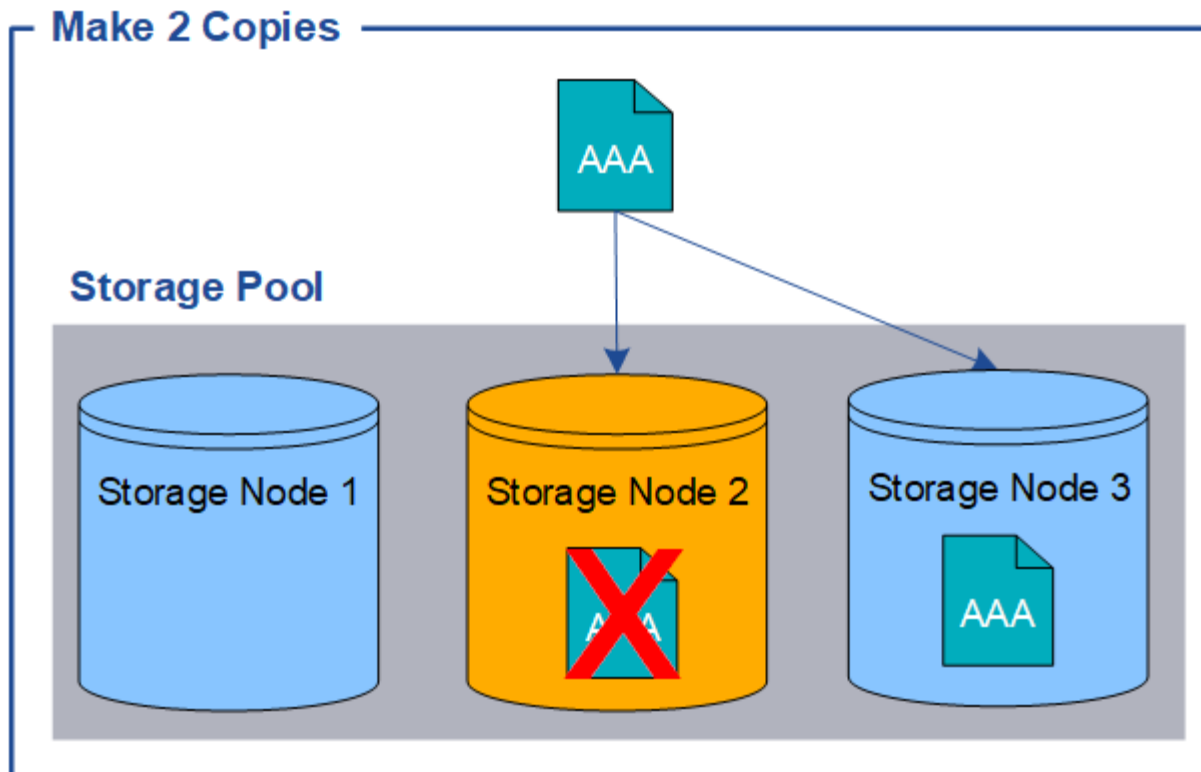 Make 2 Copies
AAA
Storage Pool
Storage Node 1
Storage Node 2
Storage Node 3
AAA